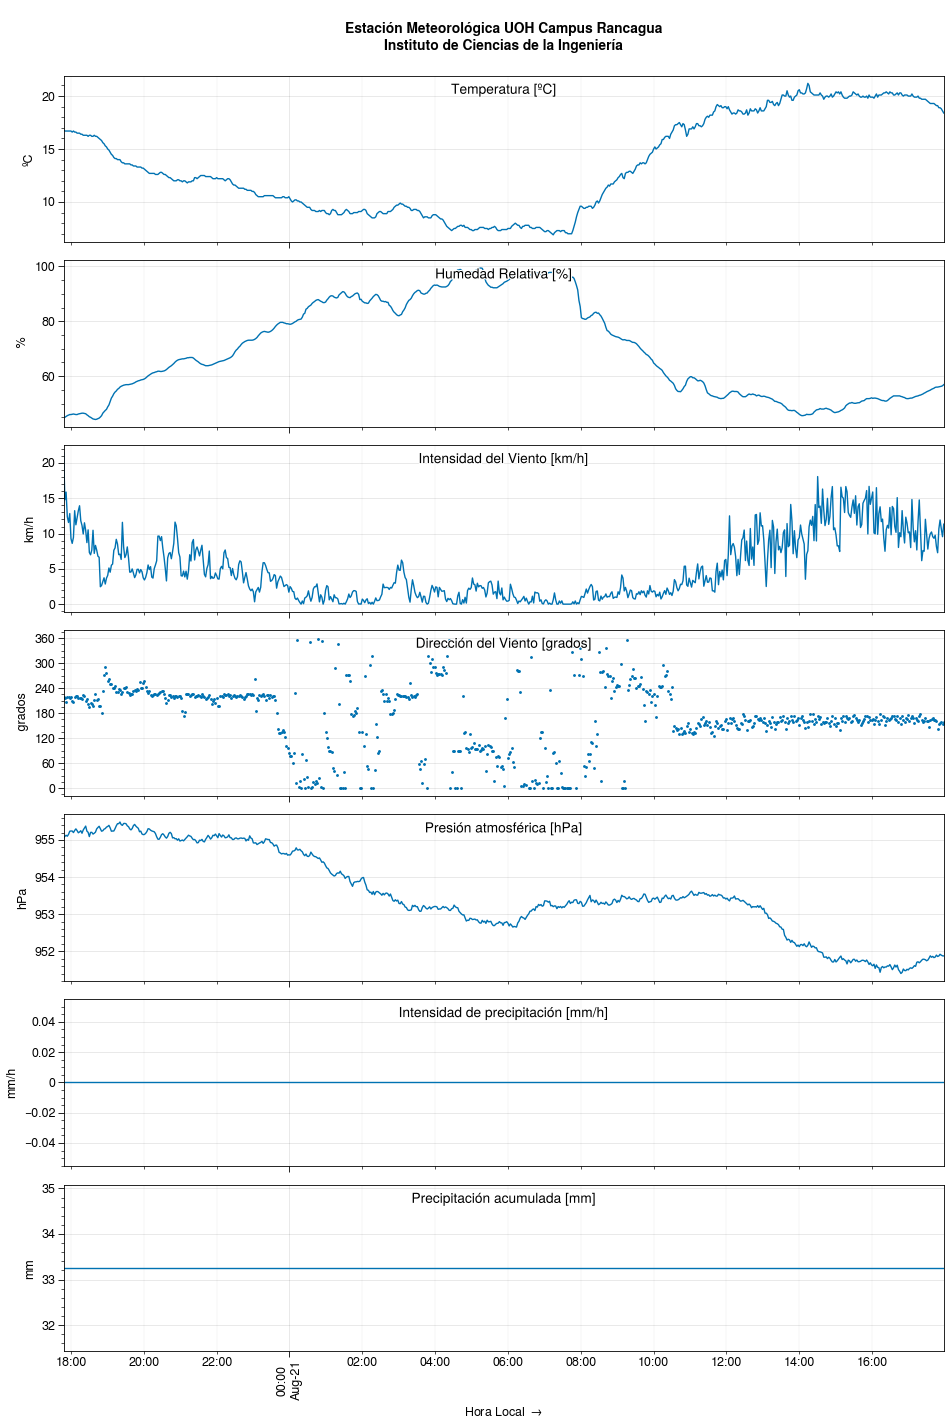 Estación Meteorológica UOH Campus Rancagua
Instituto de Ciencias de la Ingeniería
Temperatura [ºC]
20
15
10
ºC
Humedad Relativa [%]
100
80
60
%
Intensidad del Viento [km/h]
20
15
10
5
0
km/h
Dirección del Viento [grados]
360
300
240
180
120
60
0
grados
Presión atmosférica [hPa]
955
954
953
952
hPa
Intensidad de precipitación [mm/h]
0.04
0.02
0
−0.02
−0.04
mm/h
Precipitación acumulada [mm]
35
34
33
32
mm
18:00 20:00 22:00 00:00 02:00 04:00 06:00 08:00 10:00 12:00 14:00 16:00
Aug-21
Hora Local →